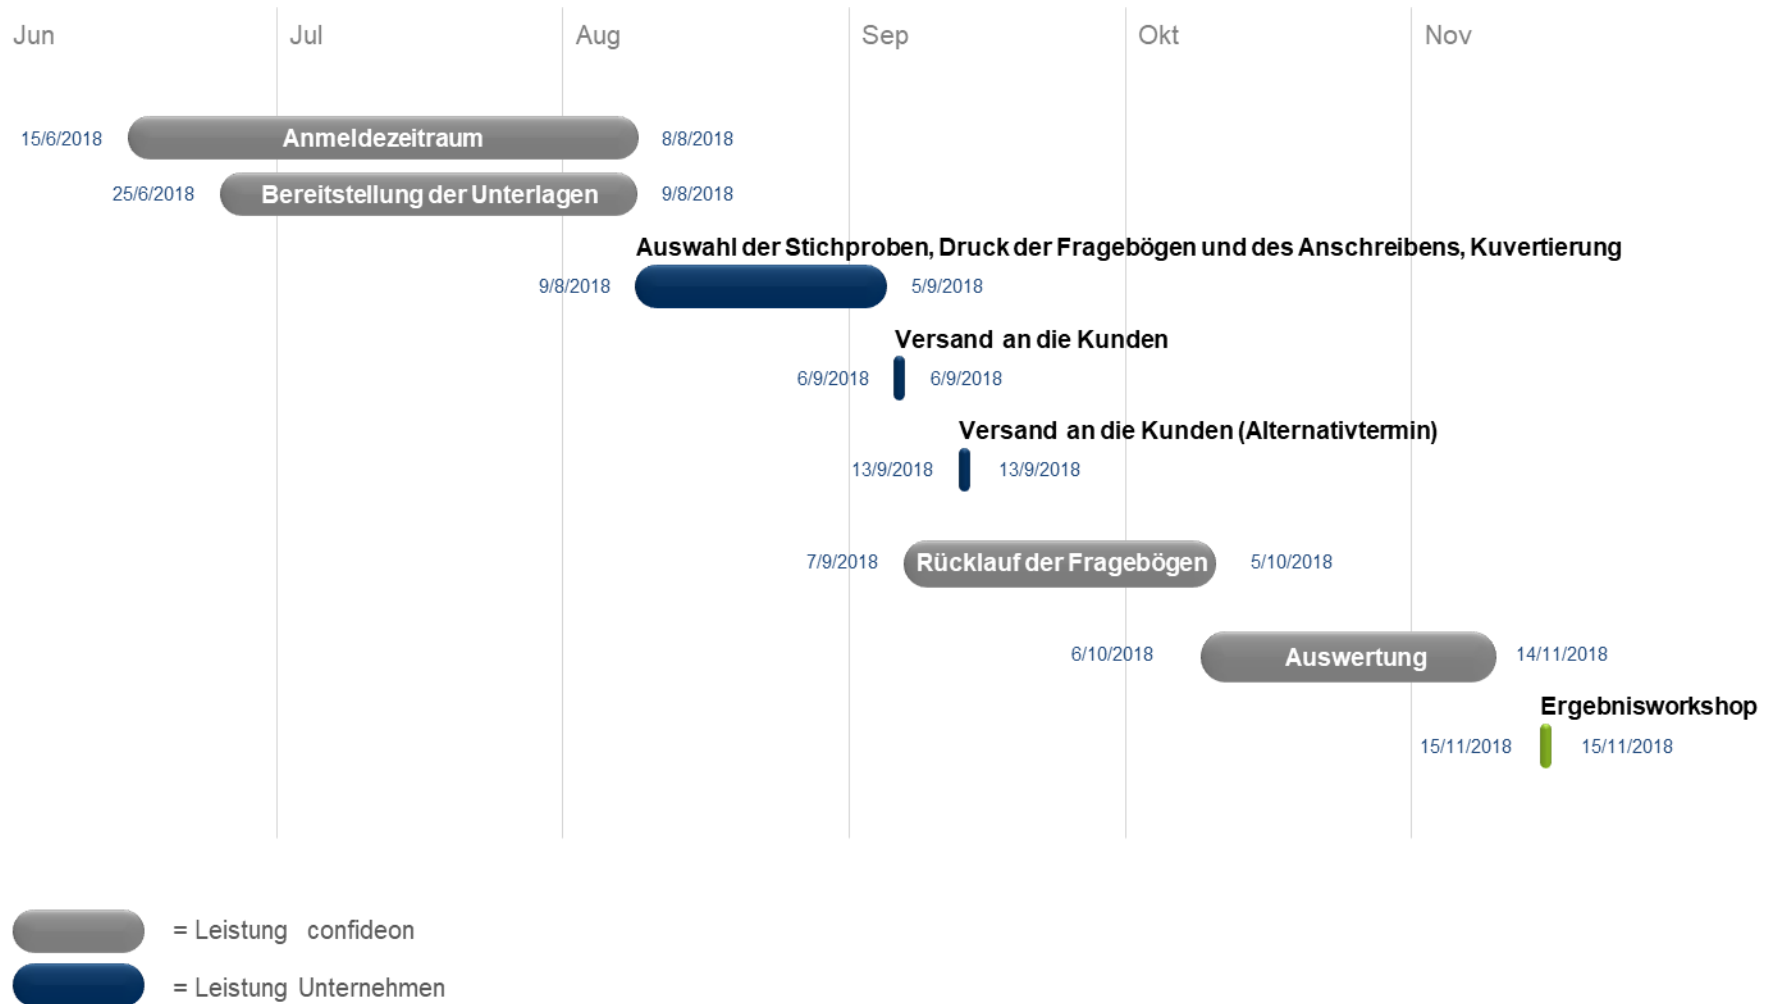 Jun Jul Aug Sep Okt Nov
15/6/2018 Anmeldezeitraum 8/8/2018
25/6/2018 Bereitstellung der Unterlagen 9/8/2018
Auswahl der Stichproben, Druck der Fragebögen und des Anschreibens, Kuvertierung
9/8/2018 5/9/2018
Versand an die Kunden
6/9/2018 6/9/2018
Versand an die Kunden (Alternativtermin)
13/9/2018 13/9/2018
7/9/2018 Rücklauf der Fragebögen 5/10/2018
6/10/2018 Auswertung 14/11/2018
Ergebnisworkshop
15/11/2018 15/11/2018
= Leistung confideon
= Leistung Unternehmen